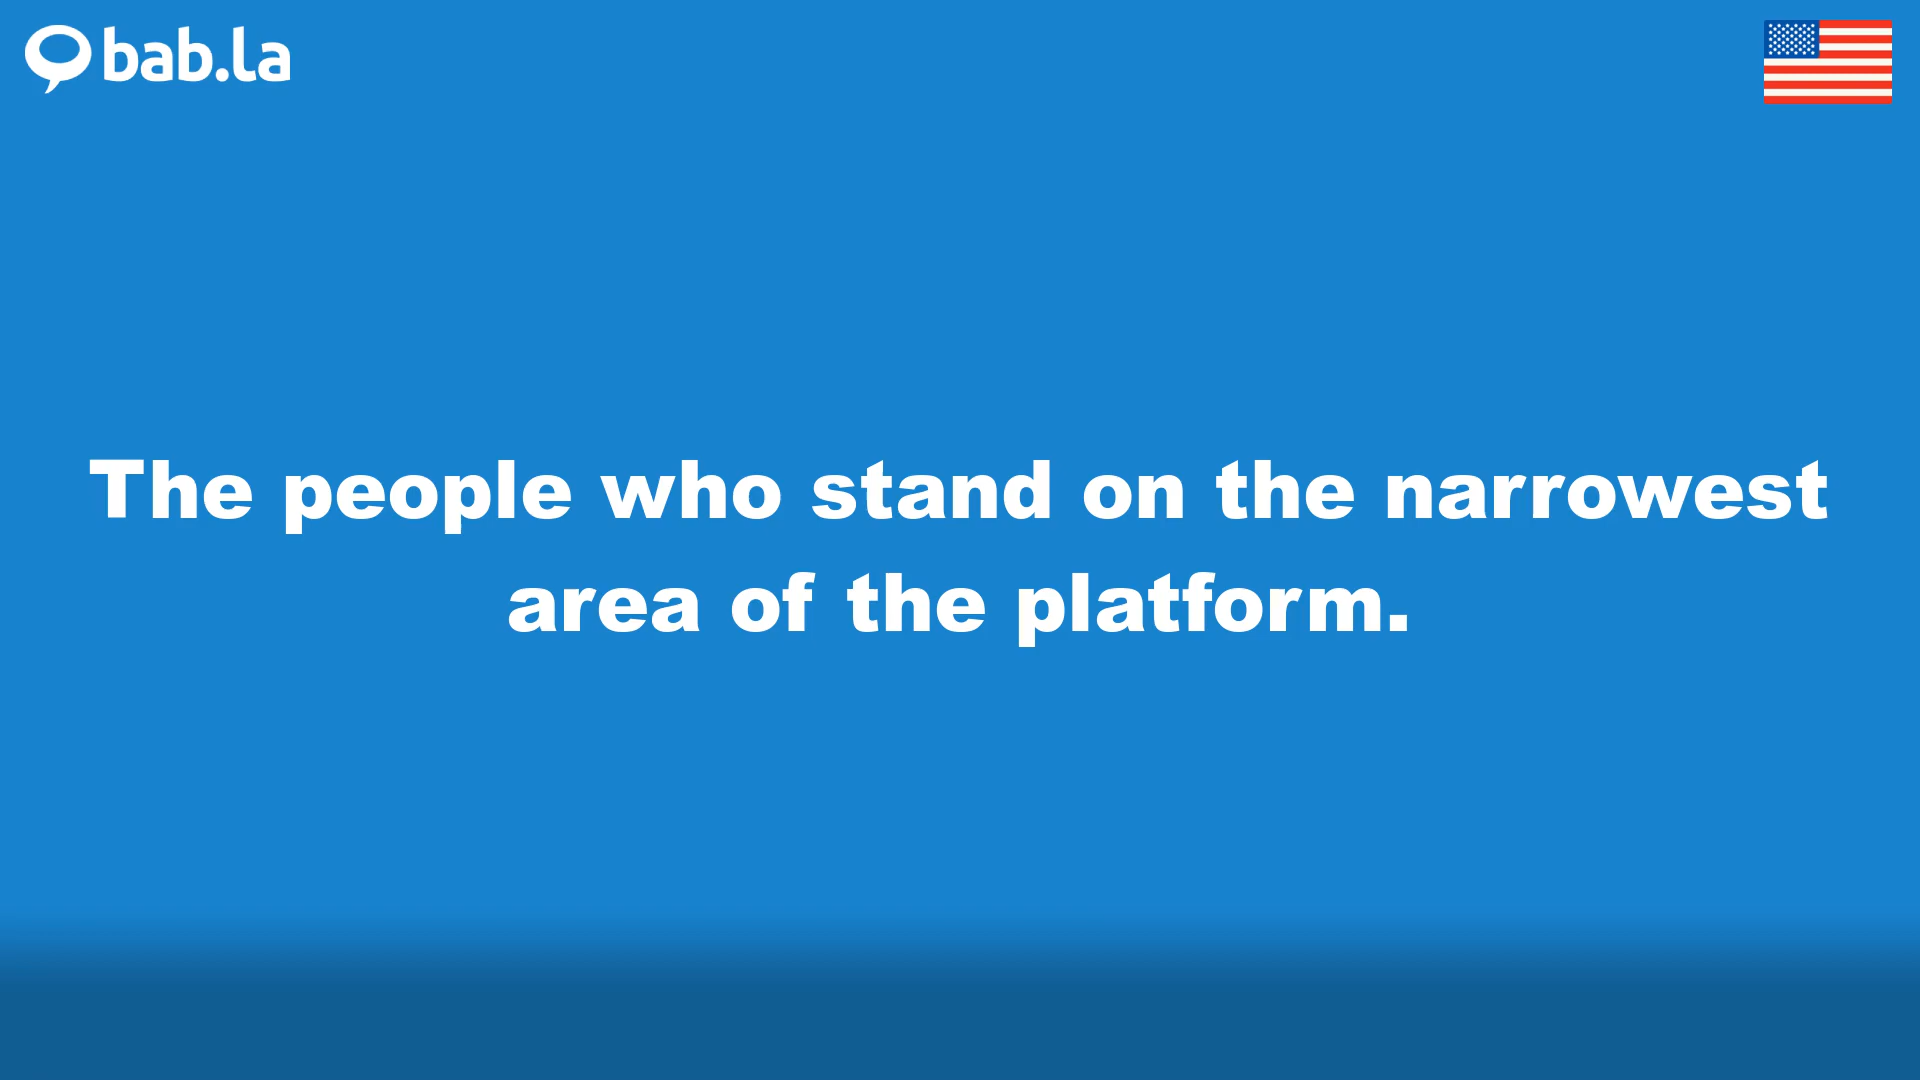 bab.la
The people who stand on the narrowest
area of the platform.